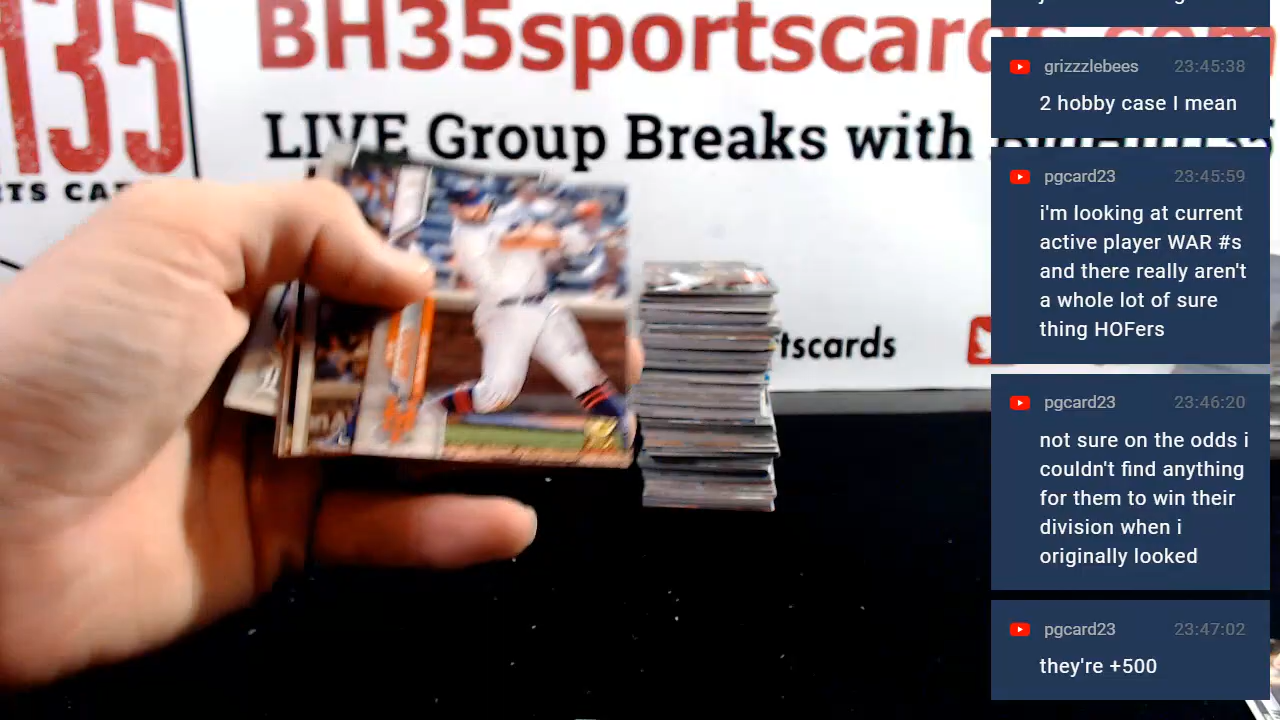 H35
TS CA
BH35sportscards.com
LIVE Group Breaks with
tscards
grizzzlebees 23:45:38
2 hobby case I mean
pgcard23 23:45:59
i'm looking at current
active player WAR #s
and there really aren't
a whole lot of sure
thing HOFers
pgcard23 23:46:20
not sure on the odds i
couldn't find anything
for them to win their
division when i
originally looked
pgcard23 23:47:02
they're +500